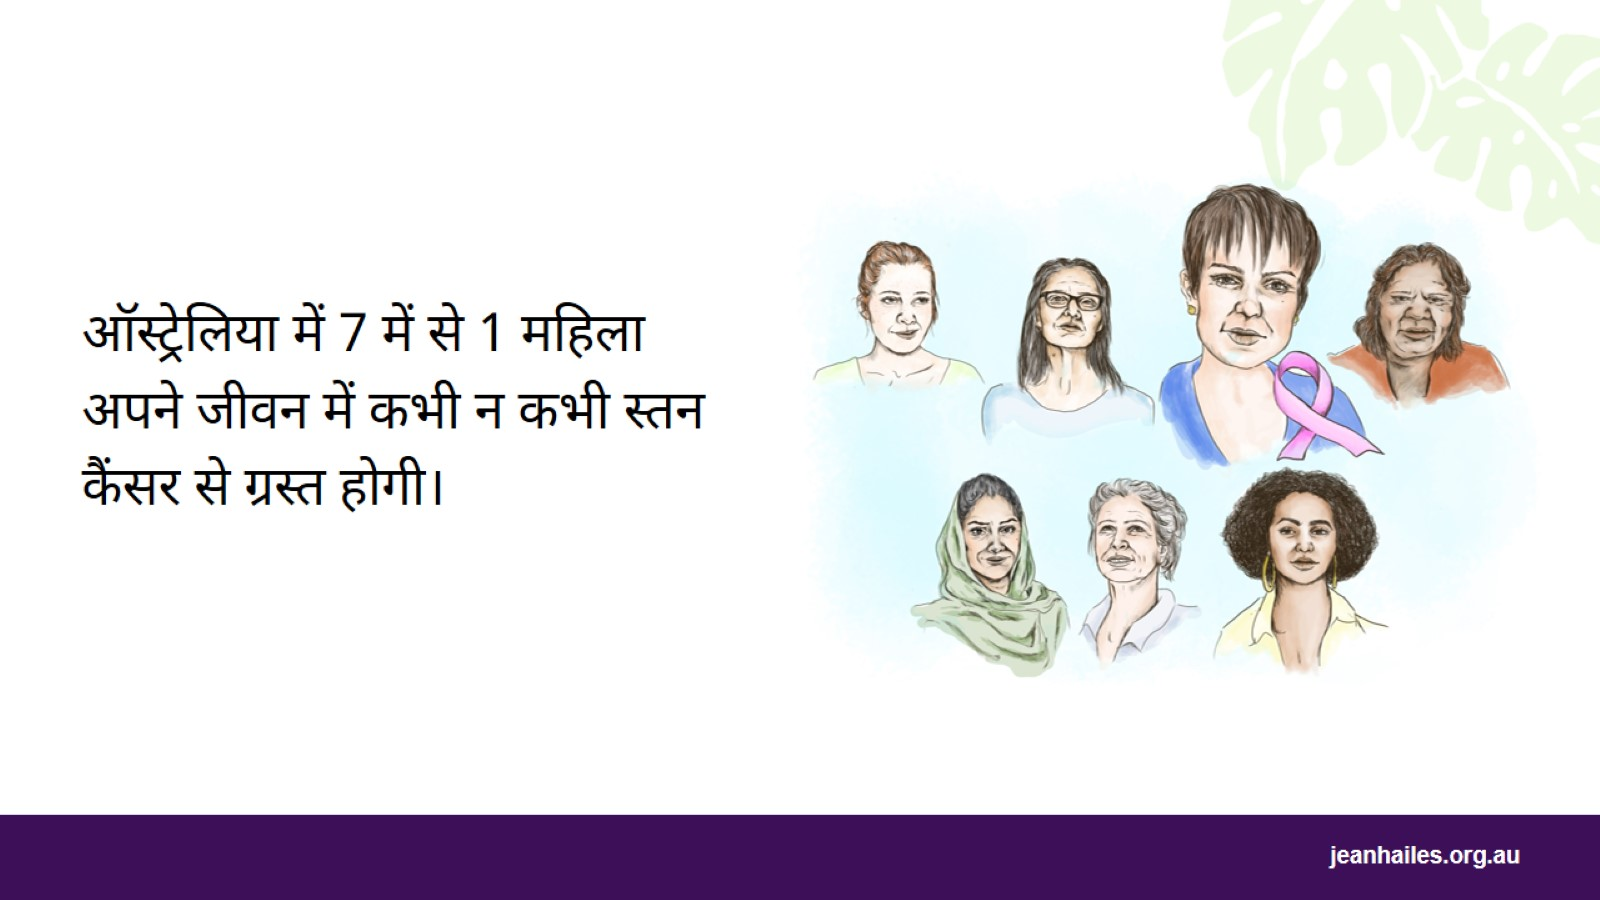 ऑस्ट्रेलिया में 7 में से 1 महिला
अपने जीवन में कभी न कभी स्तन
कैंसर से ग्रस्त होगी।
jeanhailes.org.au